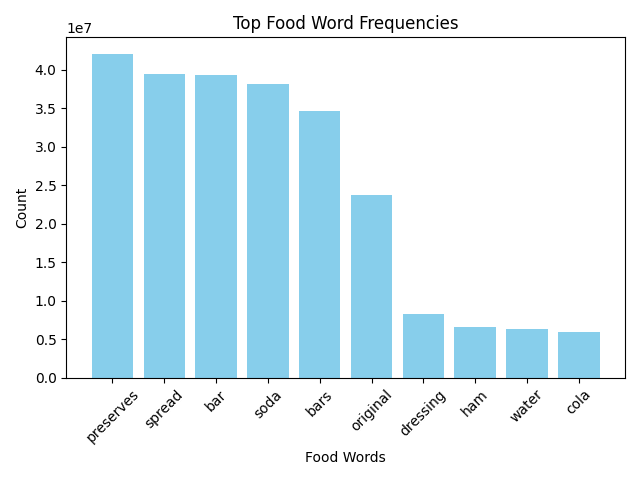 Top Food Word Frequencies
1e7
4.0
3.5
3.0
2.5
2.0
1.5
1.0
0.5
0.0
Count
preserves
spread
bar
soda
bars
original
dressing
ham
water
cola
Food Words